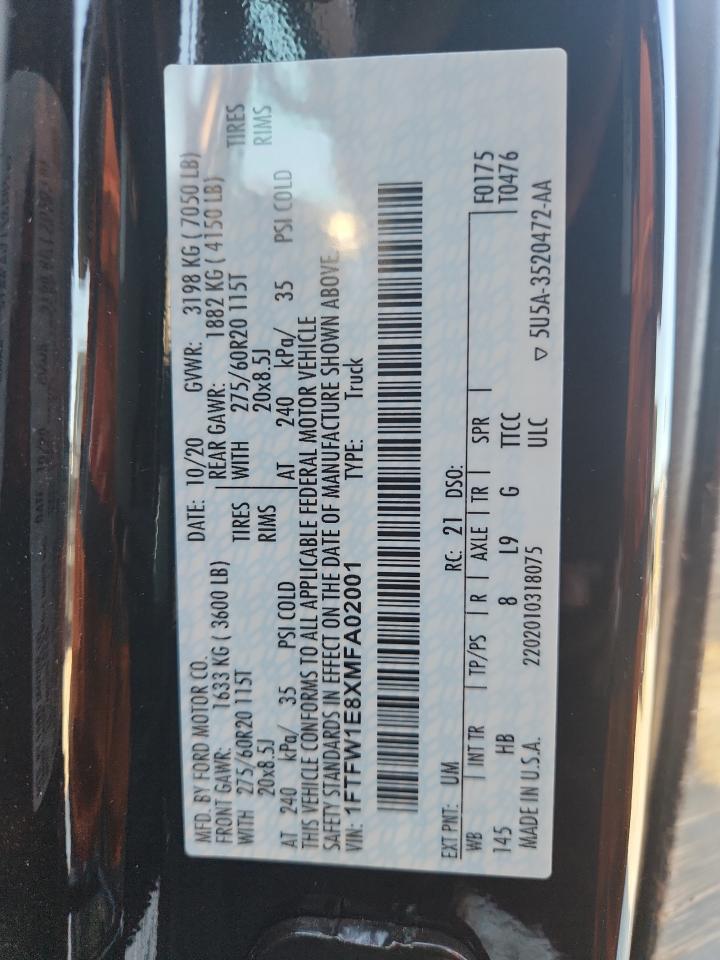 MFD. BY FORD MOTOR CO. DATE: 10/20 GVWR: 3198 KG ( 7050 LB)
FRONT GAWR: 1633 KG ( 3600 LB) REAR GAWR: 1882 KG ( 4150 LB)
WITH 275/60R20 115T TIRES WITH 275/60R20 115T TIRES
20x8.5J RIMS 20x8.5J RIMS
AT 240 kPa/ 35 PSI COLD AT 240 kPa/ 35 PSI COLD
THIS VEHICLE CONFORMS TO ALL APPLICABLE FEDERAL MOTOR VEHICLE
SAFETY STANDARDS IN EFFECT ON THE DATE OF MANUFACTURE SHOWN ABOVE.
VIN: 1FTFW1E8XMFA02001 TYPE: Truck
EXT PNT: UM RC: 21 DSO:
WB INT TR TP/PS R AXLE TR SPR F0175
145 HB 8 L9 G TTCC T0476
MADE IN U.S.A. 2202010318075 ULC ▽ 5U5A-3520472-AA